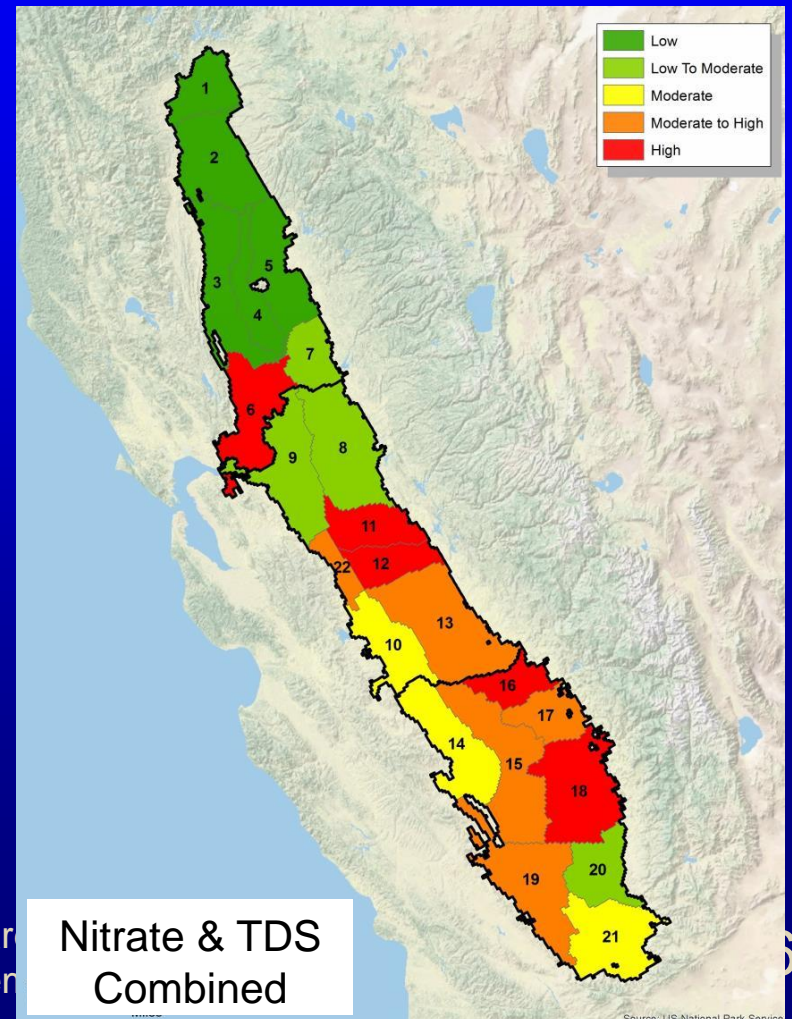 Low
Low To Moderate
Moderate
Moderate to High
High
1
2
5
3
4
7
6
8
9
11
12
22
13
10
16
17
14
15
18
20
19
21
Nitrate & TDS
Combined
Source: US National Park Service